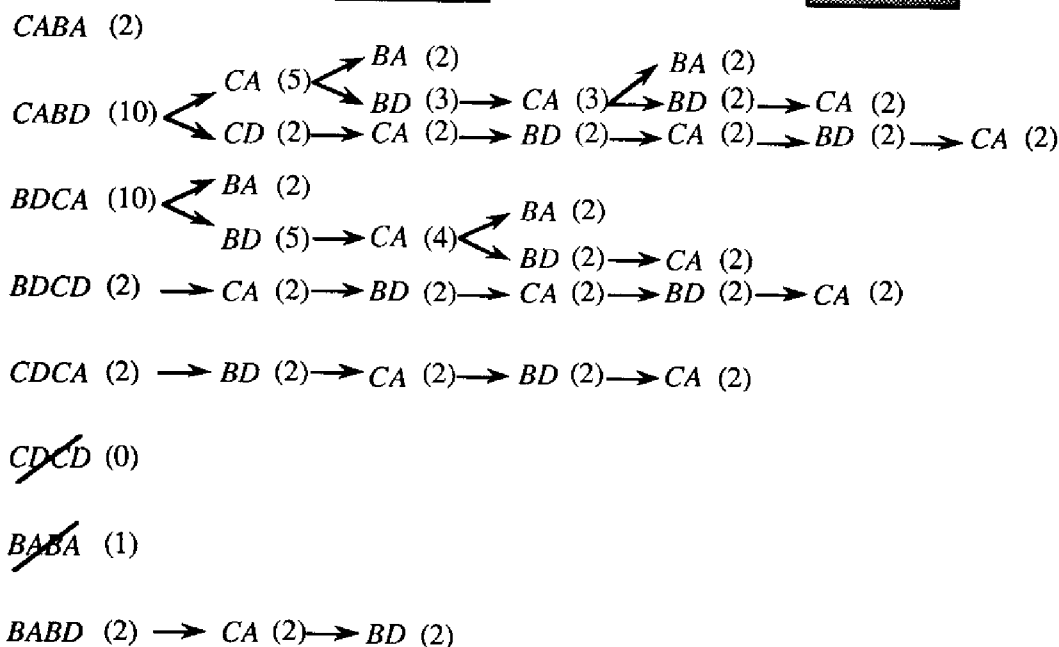 CABA (2)
BA (2) BA (2)
CA (5)
CABD (10) BD (3) CA (3) BD (2) CA (2)
CD (2) CA (2) BD (2) CA (2) BD (2) CA (2)
BA (2)
BDCA (10) BA (2)
BD (5) CA (4)
BD (2) CA (2)
BDCD (2) CA (2) BD (2) CA (2) BD (2) CA (2)
CDCA (2) BD (2) CA (2) BD (2) CA (2)
CDCD (0)
BABA (1)
BABD (2) CA (2) BD (2)